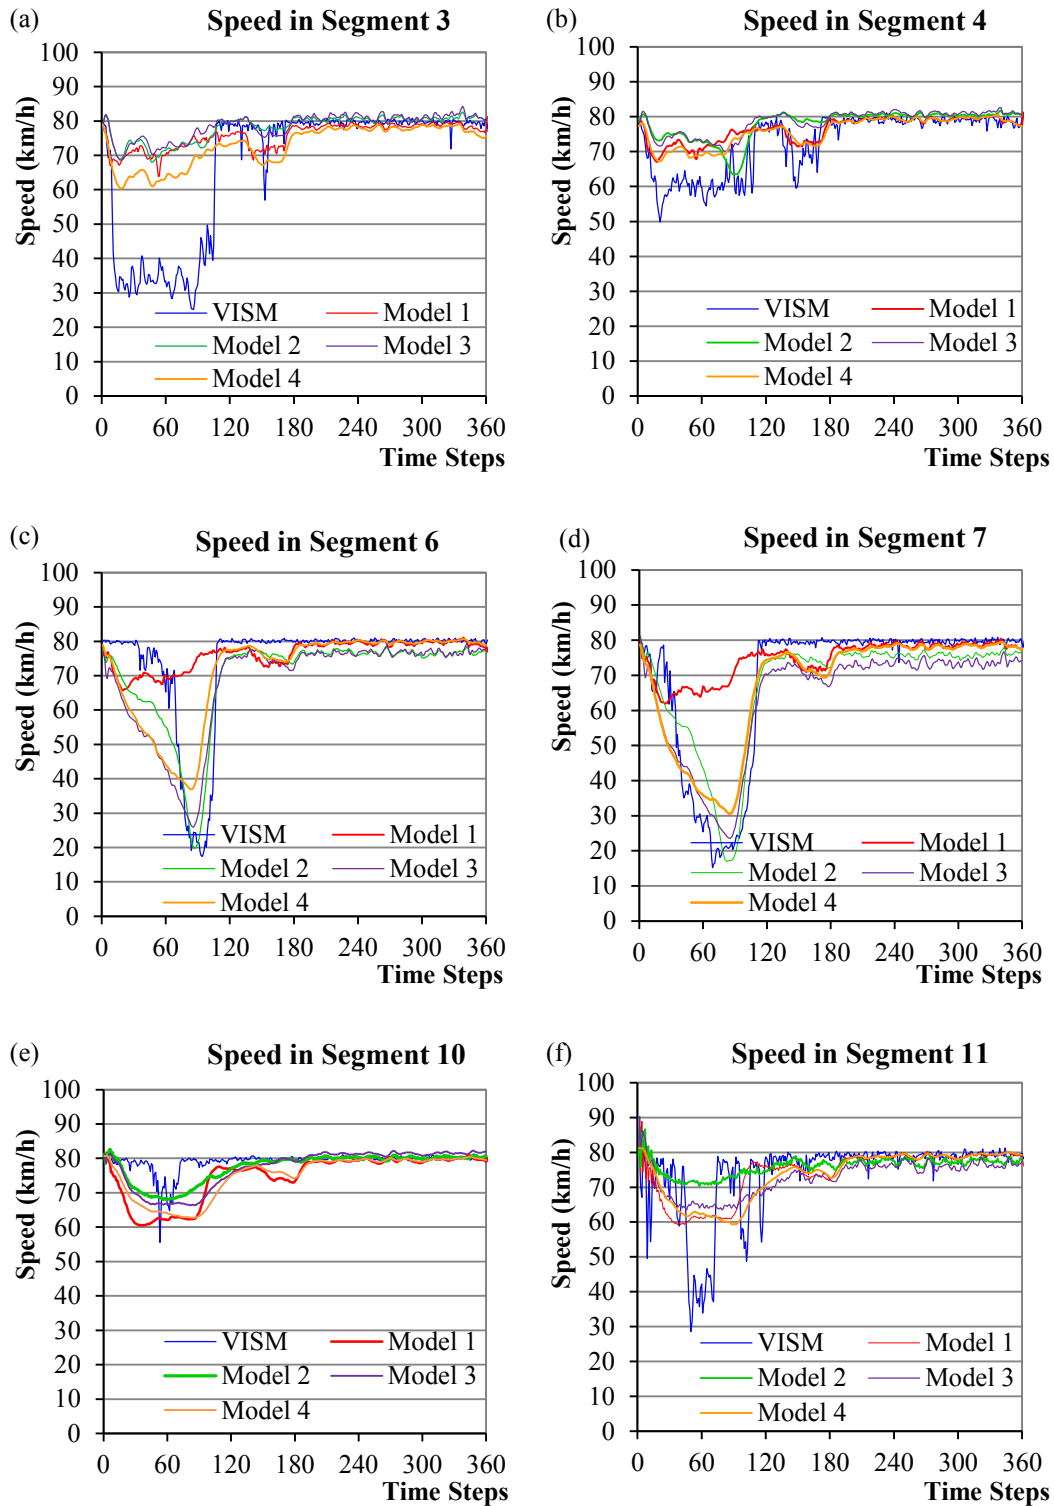 (a) Speed in Segment 3
100
90
80
70
60
50
40
30
20
10
0
Speed (km/h)
VISM Model 1
Model 2 Model 3
Model 4
0 60 120 180 240 300 360
Time Steps
(b) Speed in Segment 4
100
90
80
70
60
50
40
30
20
10
0
Speed (km/h)
VISM Model 1
Model 2 Model 3
Model 4
0 60 120 180 240 300 360
Time Steps
(c) Speed in Segment 6
100
90
80
70
60
50
40
30
20
10
0
Speed (km/h)
VISM Model 1
Model 2 Model 3
Model 4
0 60 120 180 240 300 360
Time Steps
(d) Speed in Segment 7
100
90
80
70
60
50
40
30
20
10
0
Speed (km/h)
VISM Model 1
Model 2 Model 3
Model 4
0 60 120 180 240 300 360
Time Steps
(e) Speed in Segment 10
100
90
80
70
60
50
40
30
20
10
0
Speed (km/h)
VISM Model 1
Model 2 Model 3
Model 4
0 60 120 180 240 300 360
Time Steps
(f) Speed in Segment 11
100
90
80
70
60
50
40
30
20
10
0
Speed (km/h)
VISM Model 1
Model 2 Model 3
Model 4
0 60 120 180 240 300 360
Time Steps